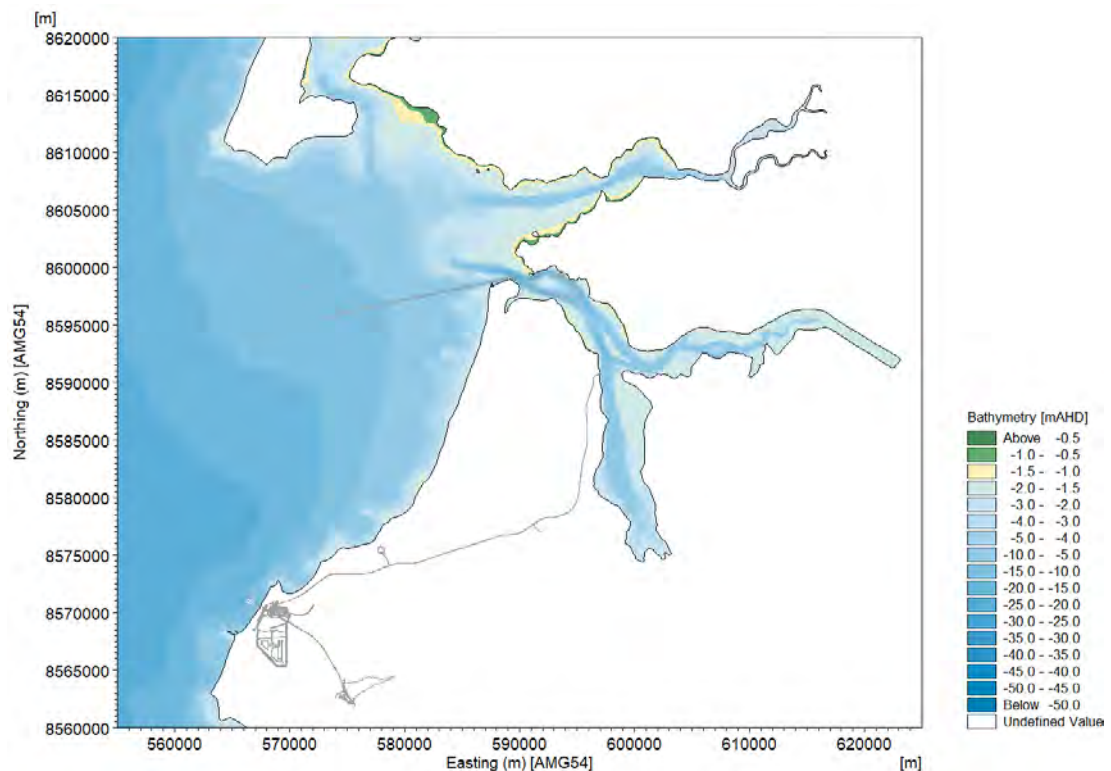 [m]
8620000
8615000
8610000
8605000
8600000
8595000
8590000
8585000
8580000
8575000
8570000
8565000
8560000
Northing (m) [AMG54]
560000 570000 580000 590000 600000 610000 620000
Easting (m) [AMG54] [m]
Bathymetry [mAHD]
Above -0.5
-1.0 - -0.5
-1.5 - -1.0
-2.0 - -1.5
-3.0 - -2.0
-4.0 - -3.0
-5.0 - -4.0
-10.0 - -5.0
-15.0 - -10.0
-20.0 - -15.0
-25.0 - -20.0
-30.0 - -25.0
-35.0 - -30.0
-40.0 - -35.0
-45.0 - -40.0
-50.0 - -45.0
Below -50.0
Undefined Value